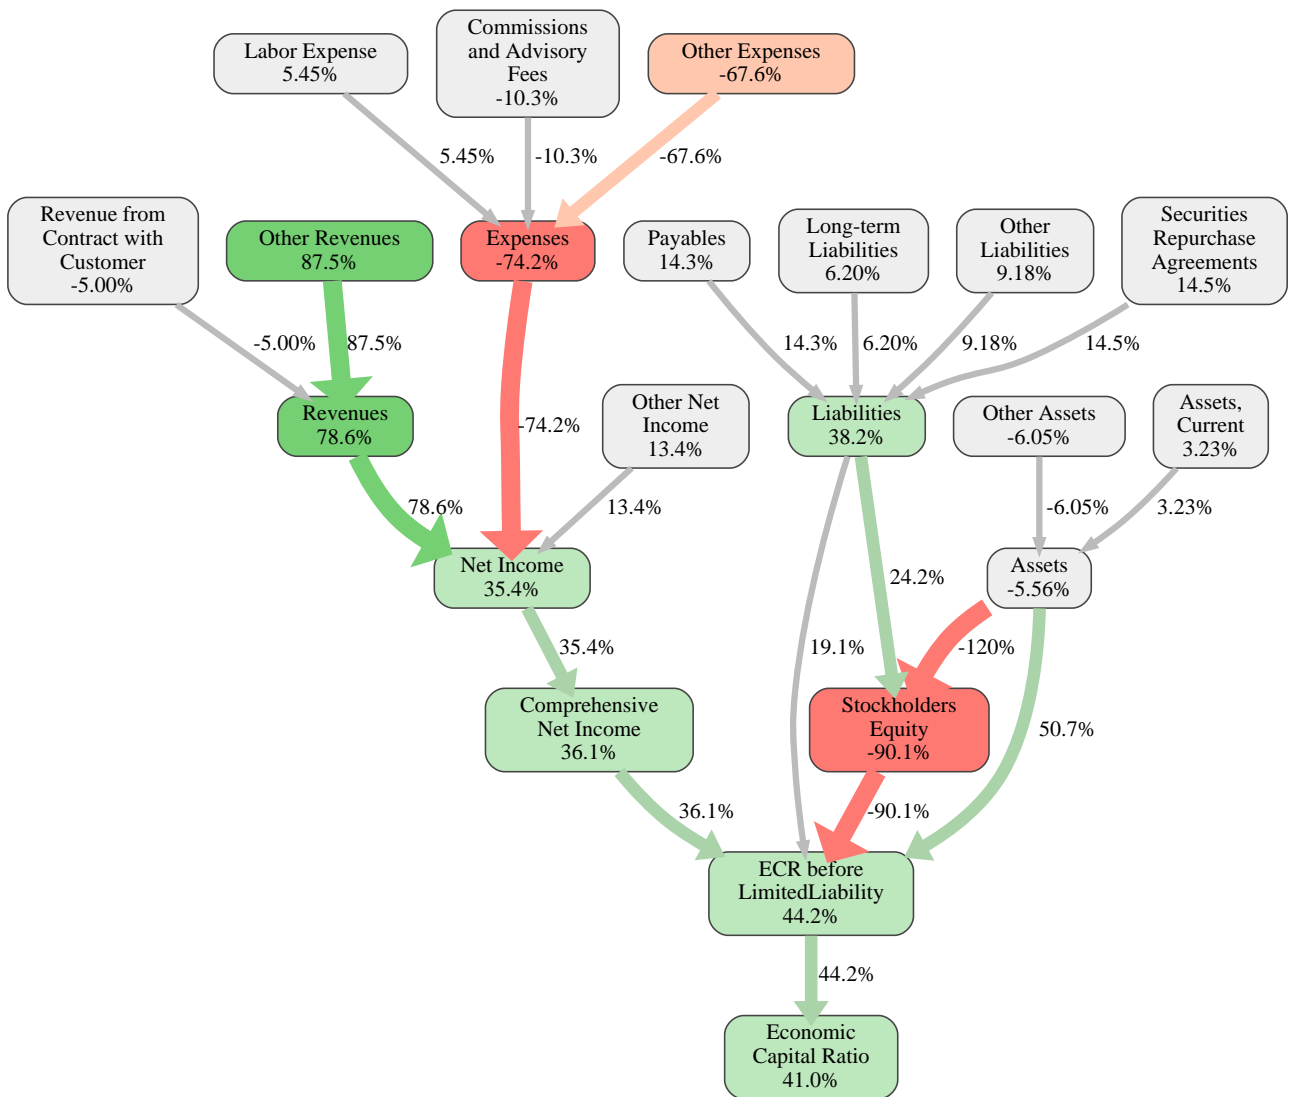 Labor Expense
5.45%
Commissions
and Advisory
Fees
-10.3%
Other Expenses
-67.6%
5.45%
-10.3%
-67.6%
Revenue from
Contract with
Customer
-5.00%
Other Revenues
87.5%
Expenses
-74.2%
Payables
14.3%
Long-term
Liabilities
6.20%
Other
Liabilities
9.18%
Securities
Repurchase
Agreements
14.5%
-5.00%
87.5%
14.3%
6.20%
9.18%
14.5%
Revenues
78.6%
-74.2%
Other Net
Income
13.4%
Liabilities
38.2%
Other Assets
-6.05%
Assets,
Current
3.23%
78.6%
13.4%
-6.05%
3.23%
Net Income
35.4%
24.2%
Assets
-5.56%
35.4%
19.1%
-120%
Comprehensive
Net Income
36.1%
Stockholders
Equity
-90.1%
50.7%
36.1%
-90.1%
ECR before
LimitedLiability
44.2%
44.2%
Economic
Capital Ratio
41.0%